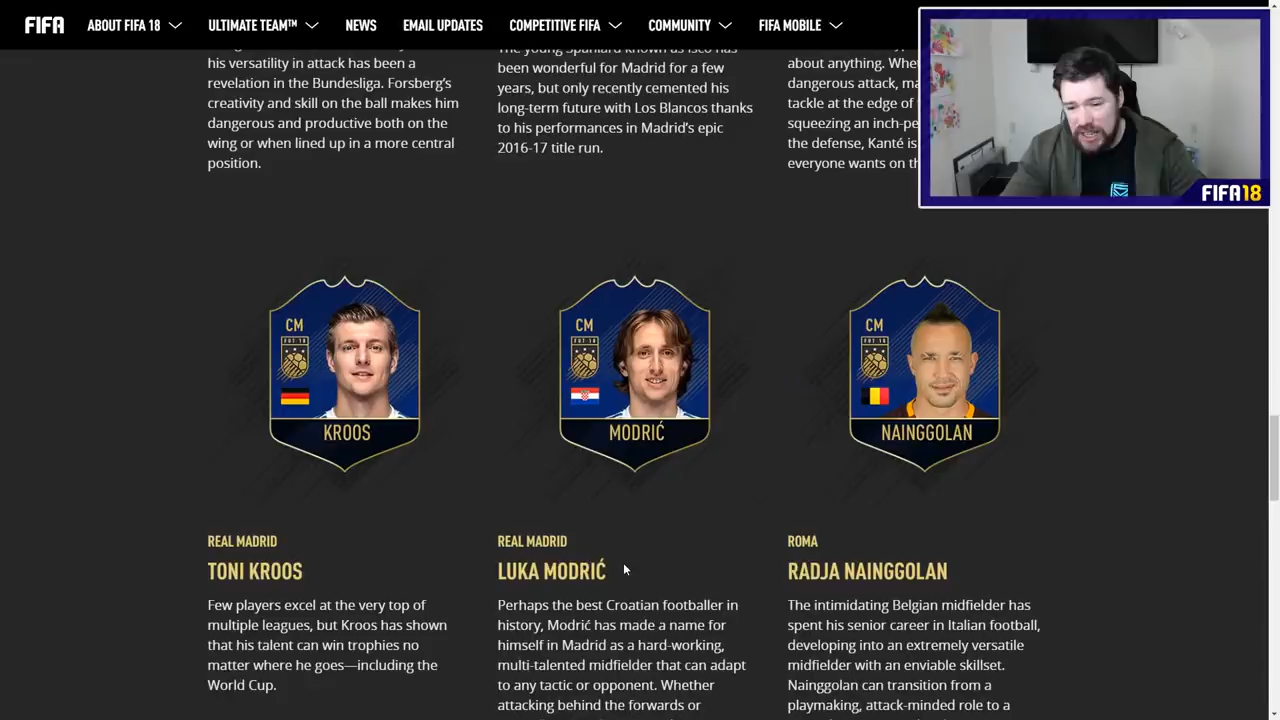 FIFA ABOUT FIFA 18 ULTIMATE TEAM™ NEWS EMAIL UPDATES COMPETITIVE FIFA COMMUNITY FIFA MOBILE
his versatility in attack has been a
revelation in the Bundesliga. Forsberg's
creativity and skill on the ball makes him
dangerous and productive both on the
wing or when lined up in a more central
position.
The young Spaniard known as Isco has
been wonderful for Madrid for a few
years, but only recently cemented his
long-term future with Los Blancos thanks
to his performances in Madrid's epic
2016-17 title run.
about anything.
dangerous attack,
tackle at the edge of
squeezing an
the defense, Kanté is
everyone wants on
FIFA 18
CM
FUT 18
KROOS
CM
FUT 18
MODRIĆ
CM
FUT 18
NAINGGOLAN
REAL MADRID
TONI KROOS
Few players excel at the very top of
multiple leagues, but Kroos has shown
that his talent can win trophies no
matter where he goes—including the
World Cup.
REAL MADRID
LUKA MODRIĆ
Perhaps the best Croatian footballer in
history, Modrić has made a name for
himself in Madrid as a hard-working,
multi-talented midfielder that can adapt
to any tactic or opponent. Whether
attacking behind the forwards or
ROMA
RADJA NAINGGOLAN
The intimidating Belgian midfielder has
spent his senior career in Italian football,
developing into an extremely versatile
midfielder with an enviable skillset.
Nainggolan can transition from a
playmaking, attack-minded role to a